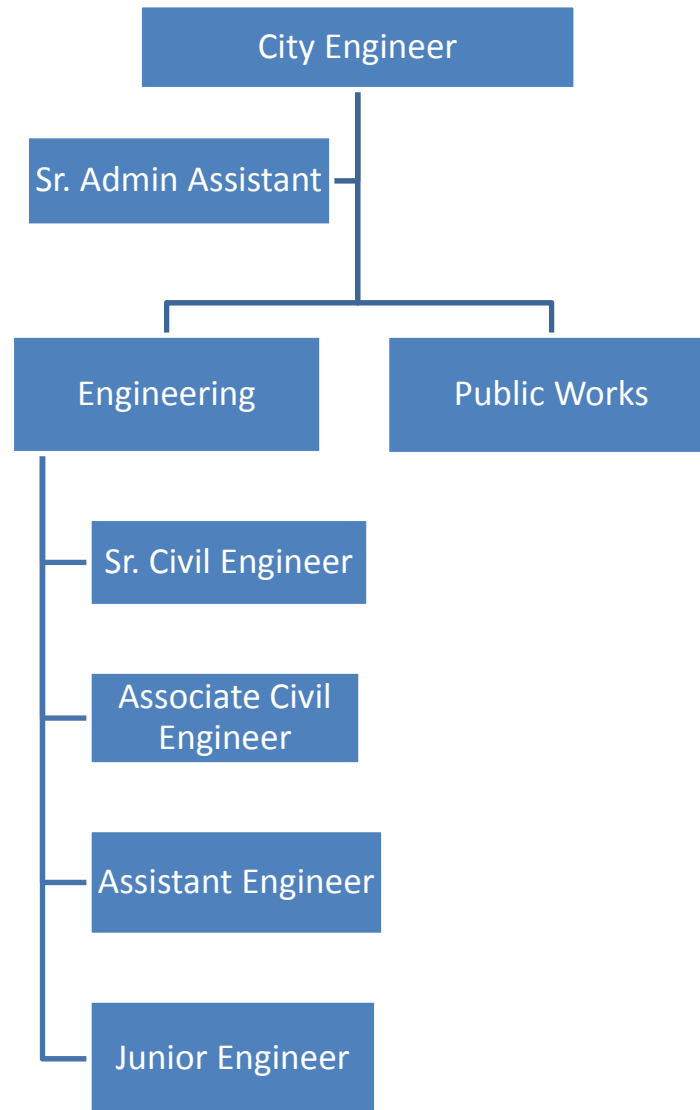 City Engineer
Sr. Admin Assistant
Engineering
Public Works
Sr. Civil Engineer
Associate Civil
Engineer
Assistant Engineer
Junior Engineer